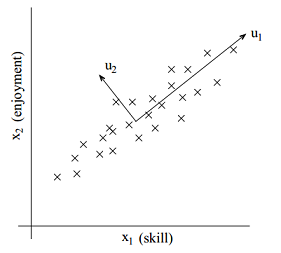 u₁
u₂
x₂ (enjoyment)
x₁ (skill)